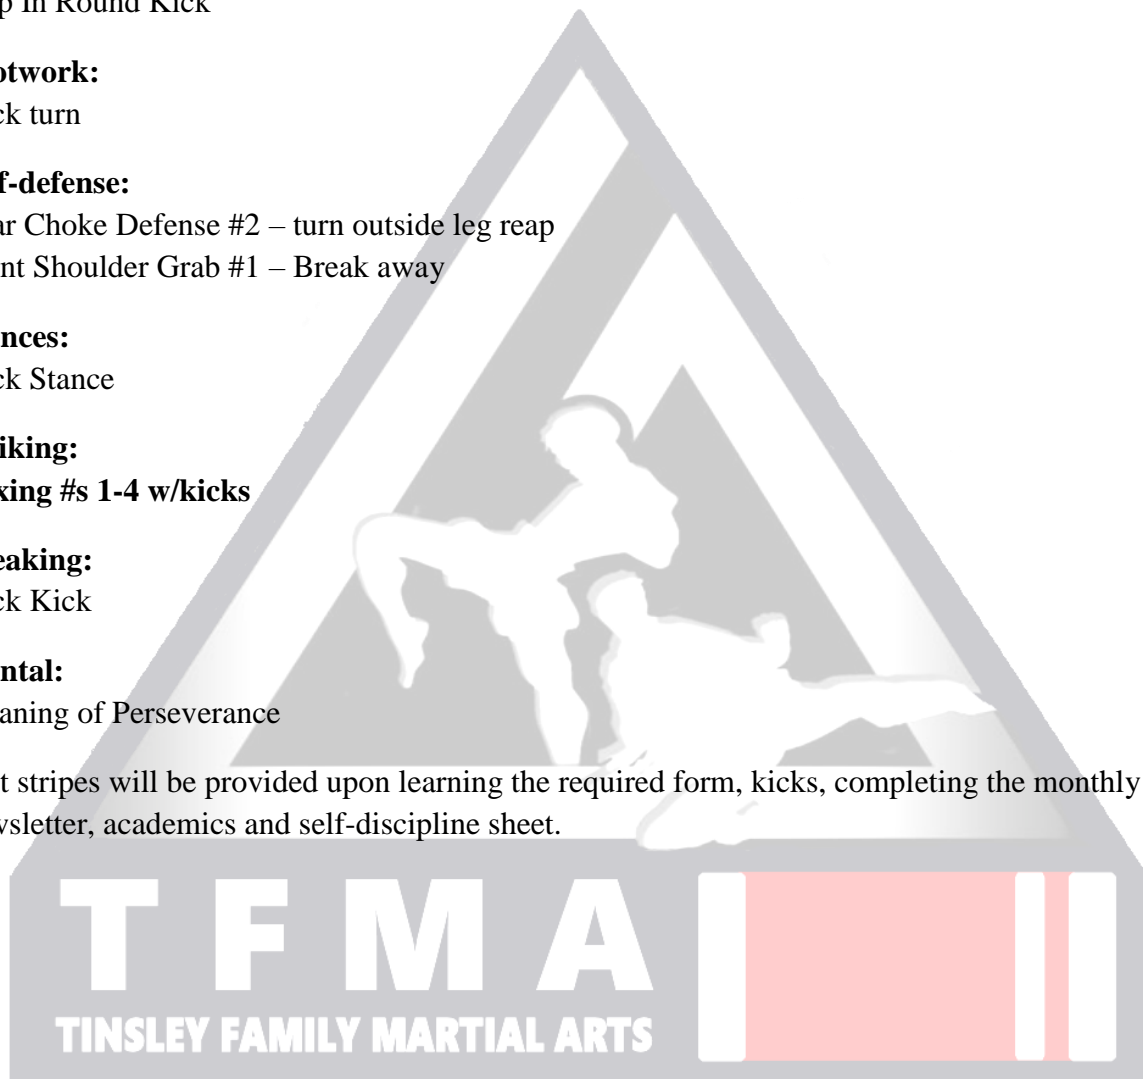 p In Round Kick
otwork:
ck turn
f-defense:
ar Choke Defense #2 – turn outside leg reap
nt Shoulder Grab #1 – Break away
nces:
ck Stance
iking:
xing #s 1-4 w/kicks
eaking:
ck Kick
ntal:
aning of Perseverance
t stripes will be provided upon learning the required form, kicks, completing the monthly
wsletter, academics and self-discipline sheet.
TFMA
TINSLEY FAMILY MARTIAL ARTS